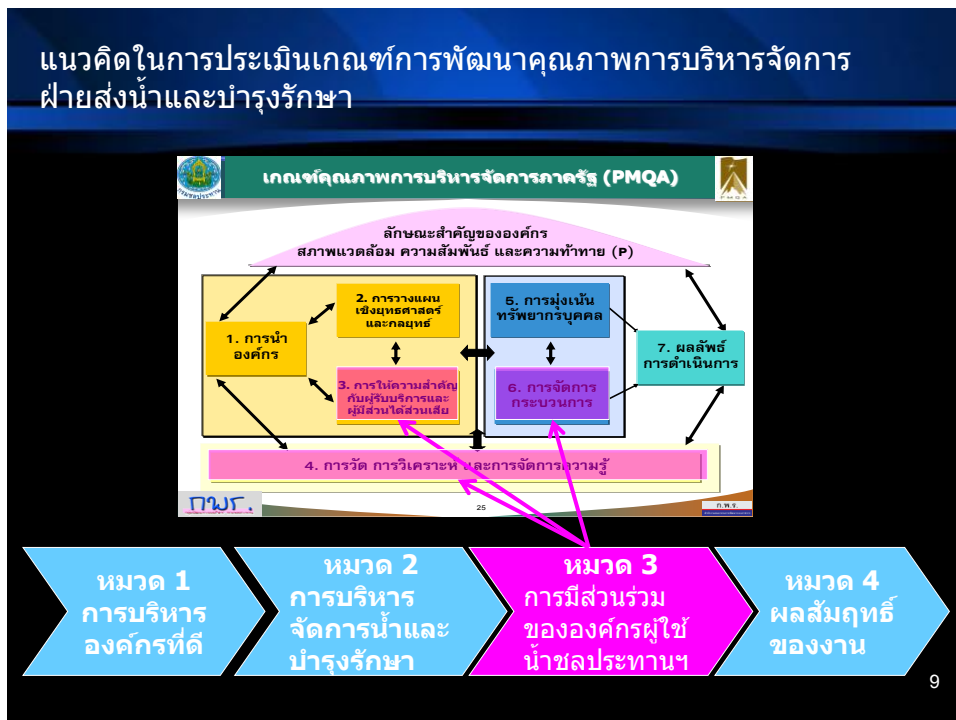 แนวคิดในการประเมินเกณฑ์การพัฒนาคุณภาพการบริหารจัดการ
ฝ่ายส่งน้ำและบำรุงรักษา
เกณฑ์คุณภาพการบริหารจัดการภาครัฐ (PMQA)
กรมชลประทาน
PMQA
ลักษณะสำคัญขององค์กร
สภาพแวดล้อม ความสัมพันธ์ และความท้าทาย (P)
1. การนำ
องค์กร
2. การวางแผน
เชิงยุทธศาสตร์
และกลยุทธ์
3. การให้ความสำคัญ
กับผู้รับบริการและ
ผู้มีส่วนได้ส่วนเสีย
5. การมุ่งเน้น
ทรัพยากรบุคคล
6. การจัดการ
กระบวนการ
7. ผลลัพธ์
การดำเนินการ
4. การวัด การวิเคราะห์ และการจัดการความรู้
กพร.
25
ก.พ.ร.
หมวด 1
การบริหาร
องค์กรที่ดี
หมวด 2
การบริหาร
จัดการน้ำและ
บำรุงรักษา
หมวด 3
การมีส่วนร่วม
ขององค์กรผู้ใช้
น้ำชลประทานฯ
หมวด 4
ผลสัมฤทธิ์
ของงาน
9